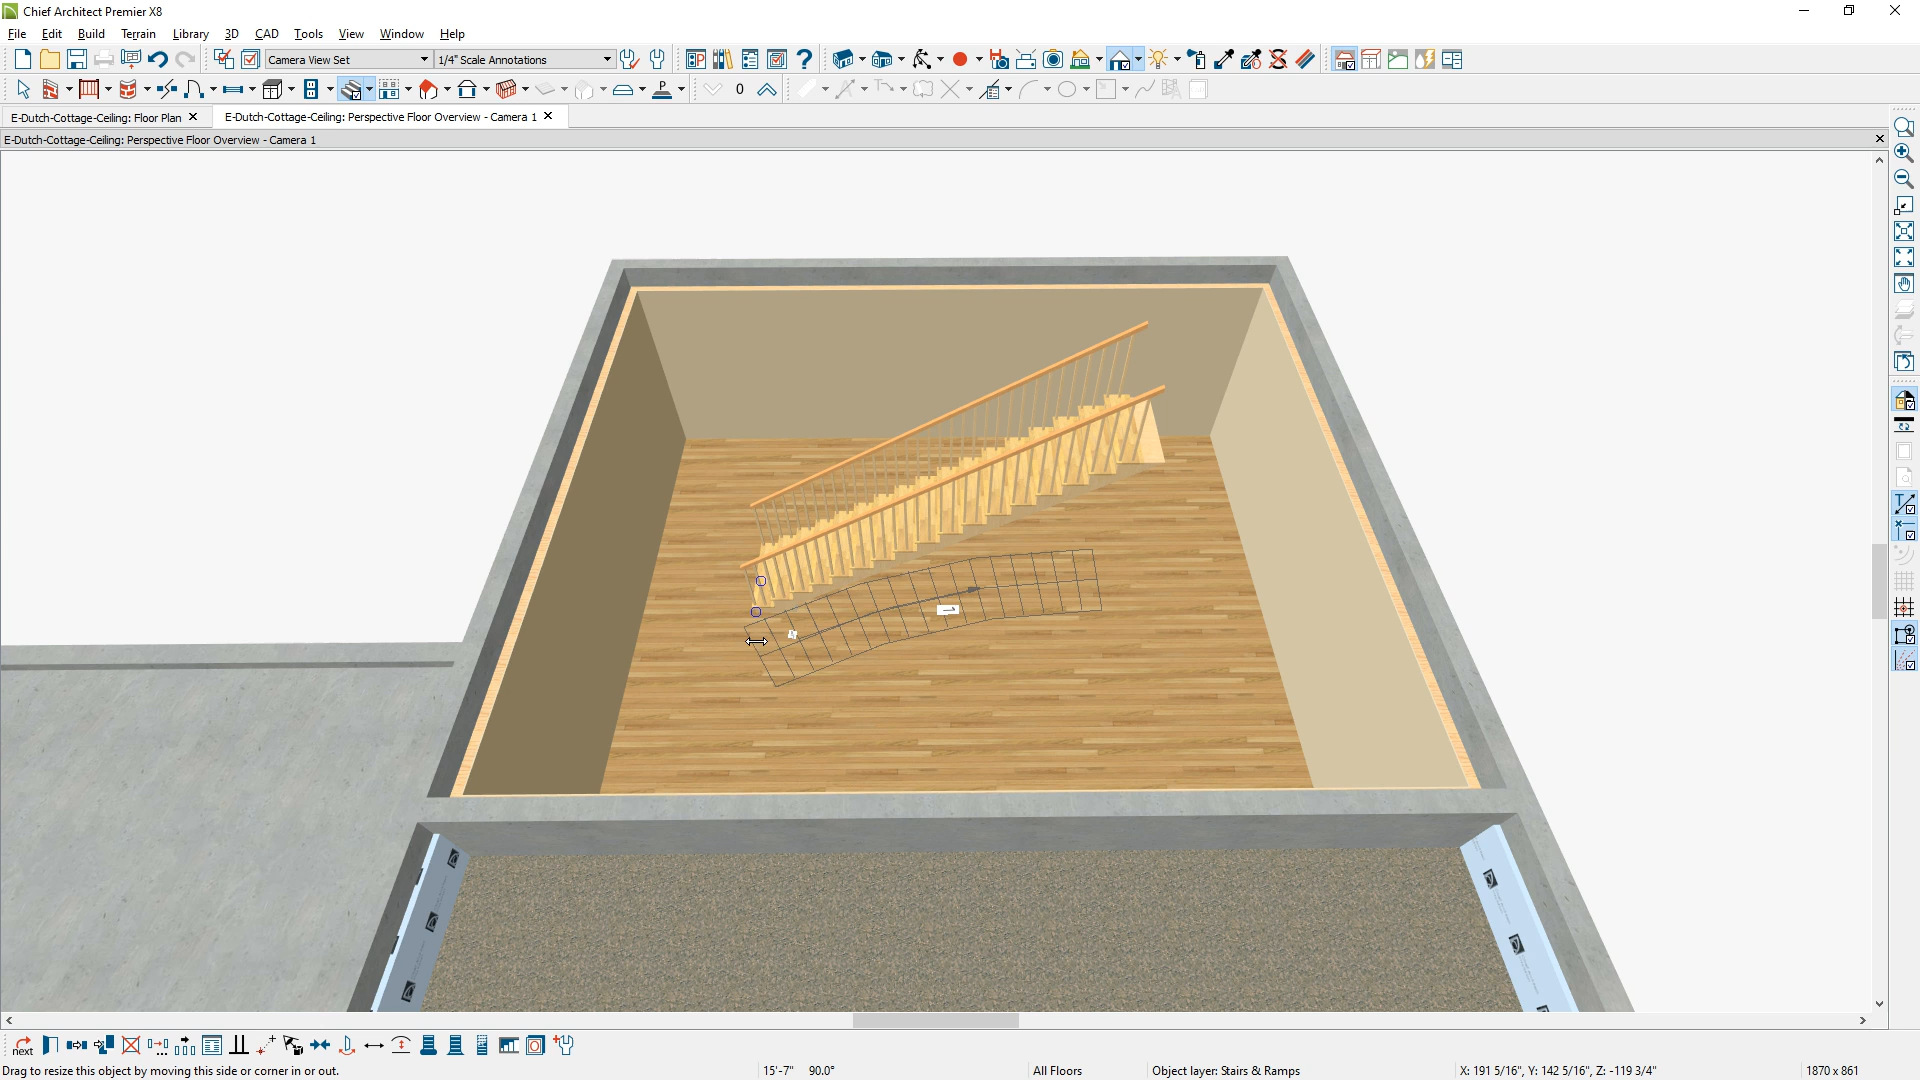 Chief Architect Premier X8
File Edit Build Terrain Library 3D CAD Tools View Window Help
Camera View Set 1/4" Scale Annotations
0 P
E-Dutch-Cottage-Ceiling: Floor Plan E-Dutch-Cottage-Ceiling: Perspective Floor Overview - Camera 1
E-Dutch-Cottage-Ceiling: Perspective Floor Overview - Camera 1
next
Drag to resize this object by moving this side or corner in or out. 15'-7" 90.0° All Floors Object layer: Stairs & Ramps X: 191 5/16", Y: 142 5/16", Z: -119 3/4" 1870 x 861